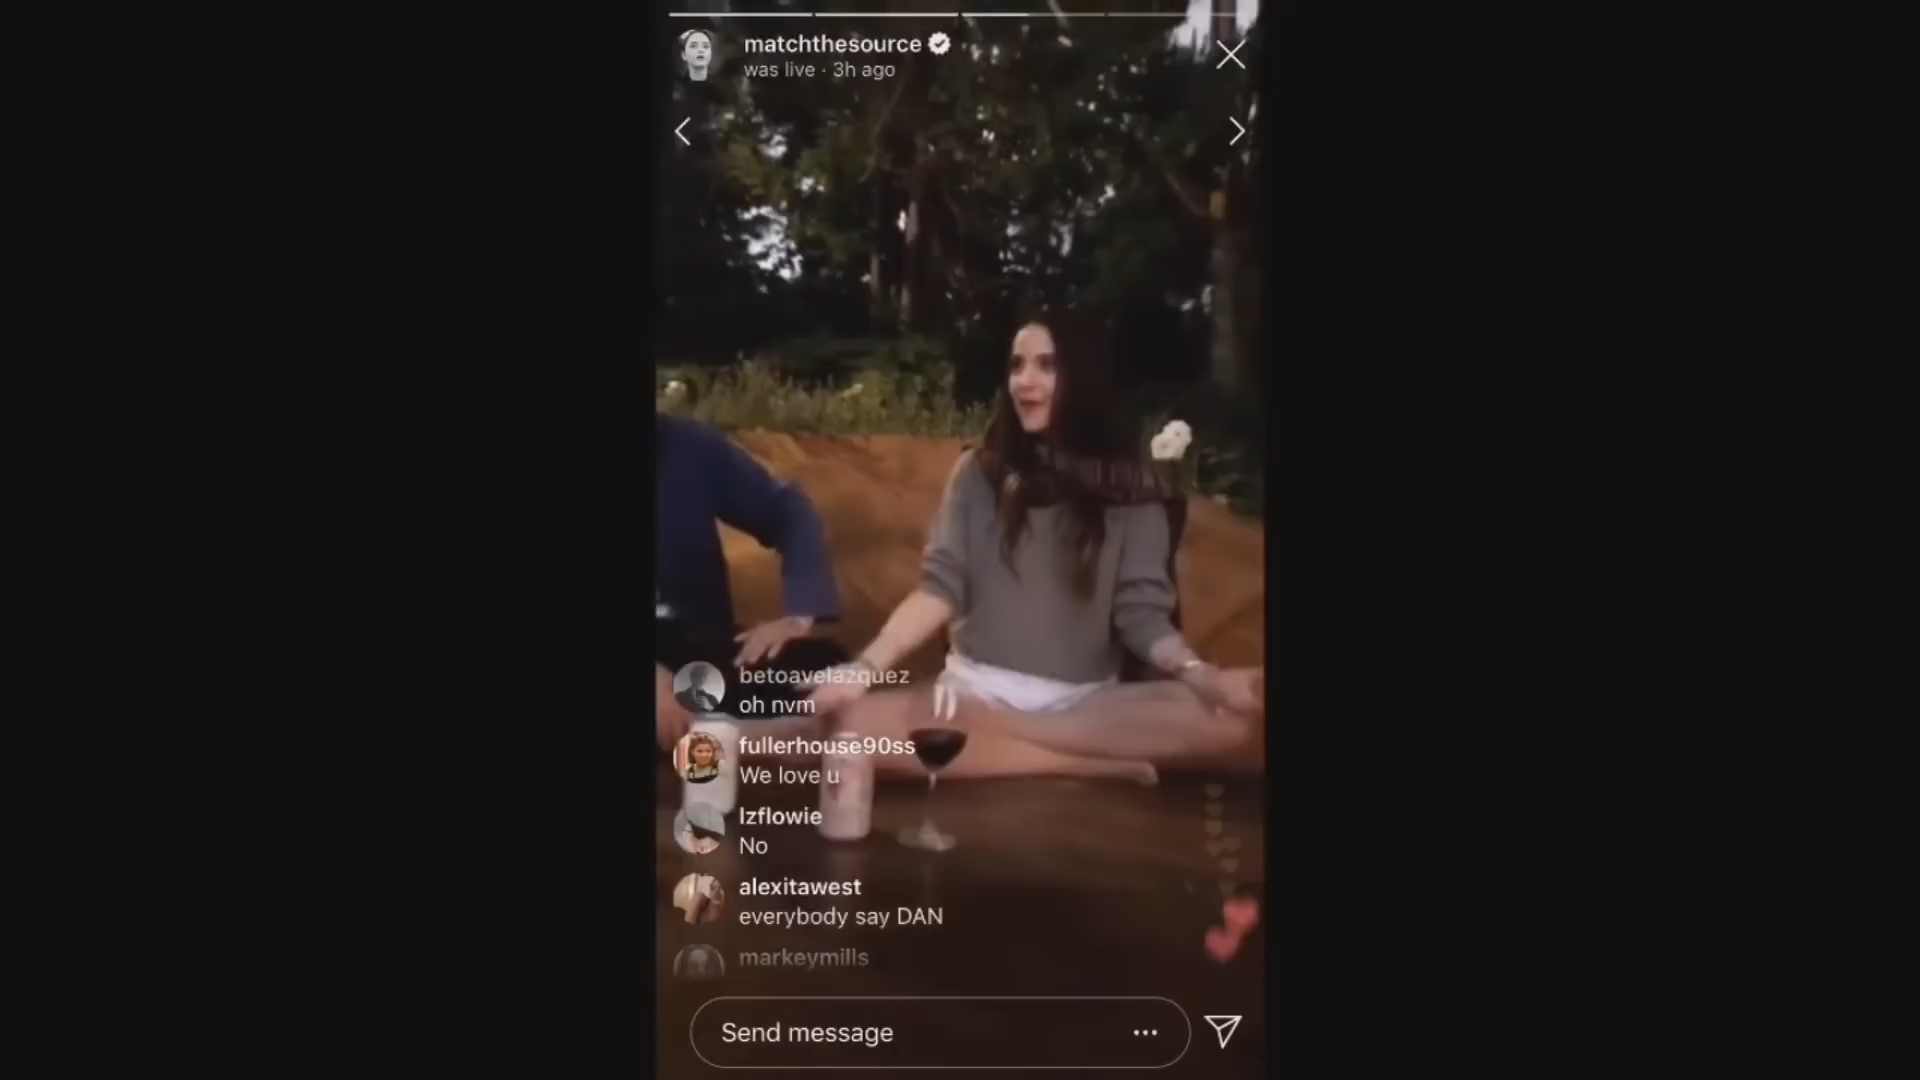 matchthesource
was live · 3h ago
betoavelazquez
oh nvm
fullerhouse90ss
We love u
lzflowie
No
alexitawest
everybody say DAN
markeymills
Send message